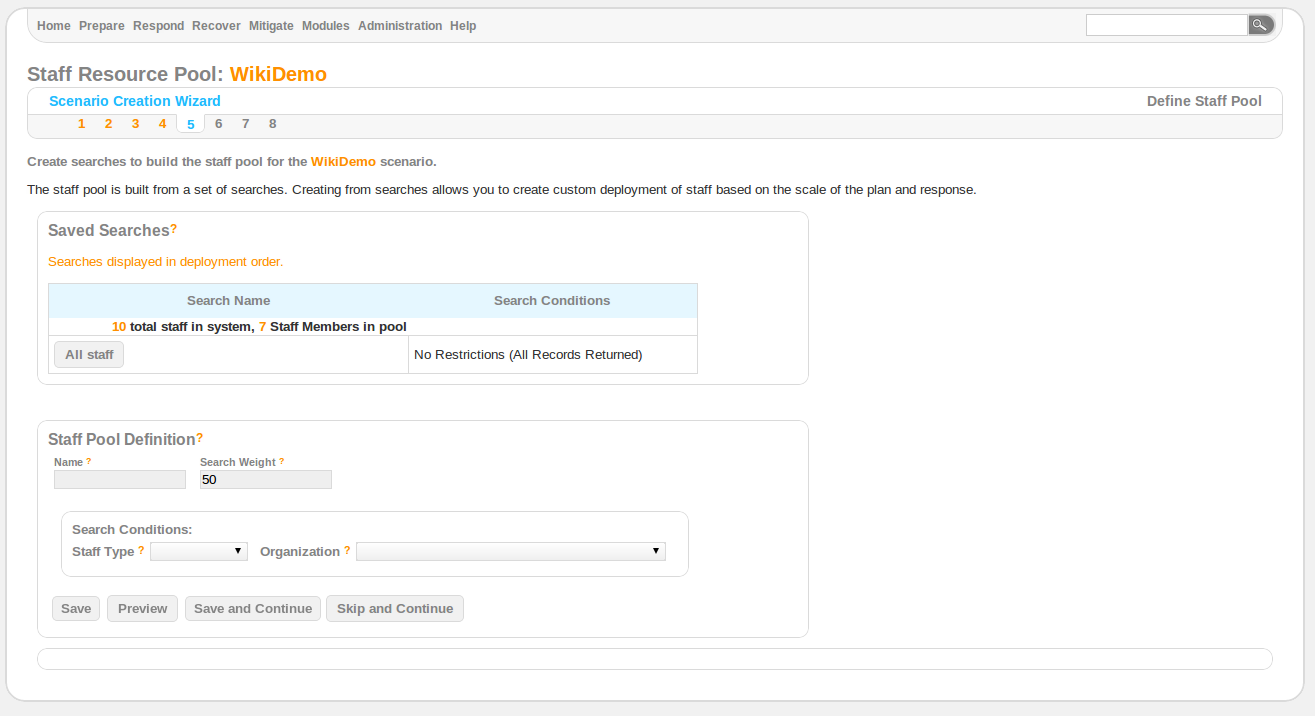 Home Prepare Respond Recover Mitigate Modules Administration Help
Staff Resource Pool: WikiDemo
Scenario Creation Wizard Define Staff Pool
1 2 3 4 5 6 7 8
Create searches to build the staff pool for the WikiDemo scenario.
The staff pool is built from a set of searches. Creating from searches allows you to create custom deployment of staff based on the scale of the plan and response.
Saved Searches?
Searches displayed in deployment order.
Search Name Search Conditions
10 total staff in system, 7 Staff Members in pool
All staff No Restrictions (All Records Returned)
Staff Pool Definition?
Name ? Search Weight ?
50
Search Conditions:
Staff Type ? Organization ?
Save Preview Save and Continue Skip and Continue